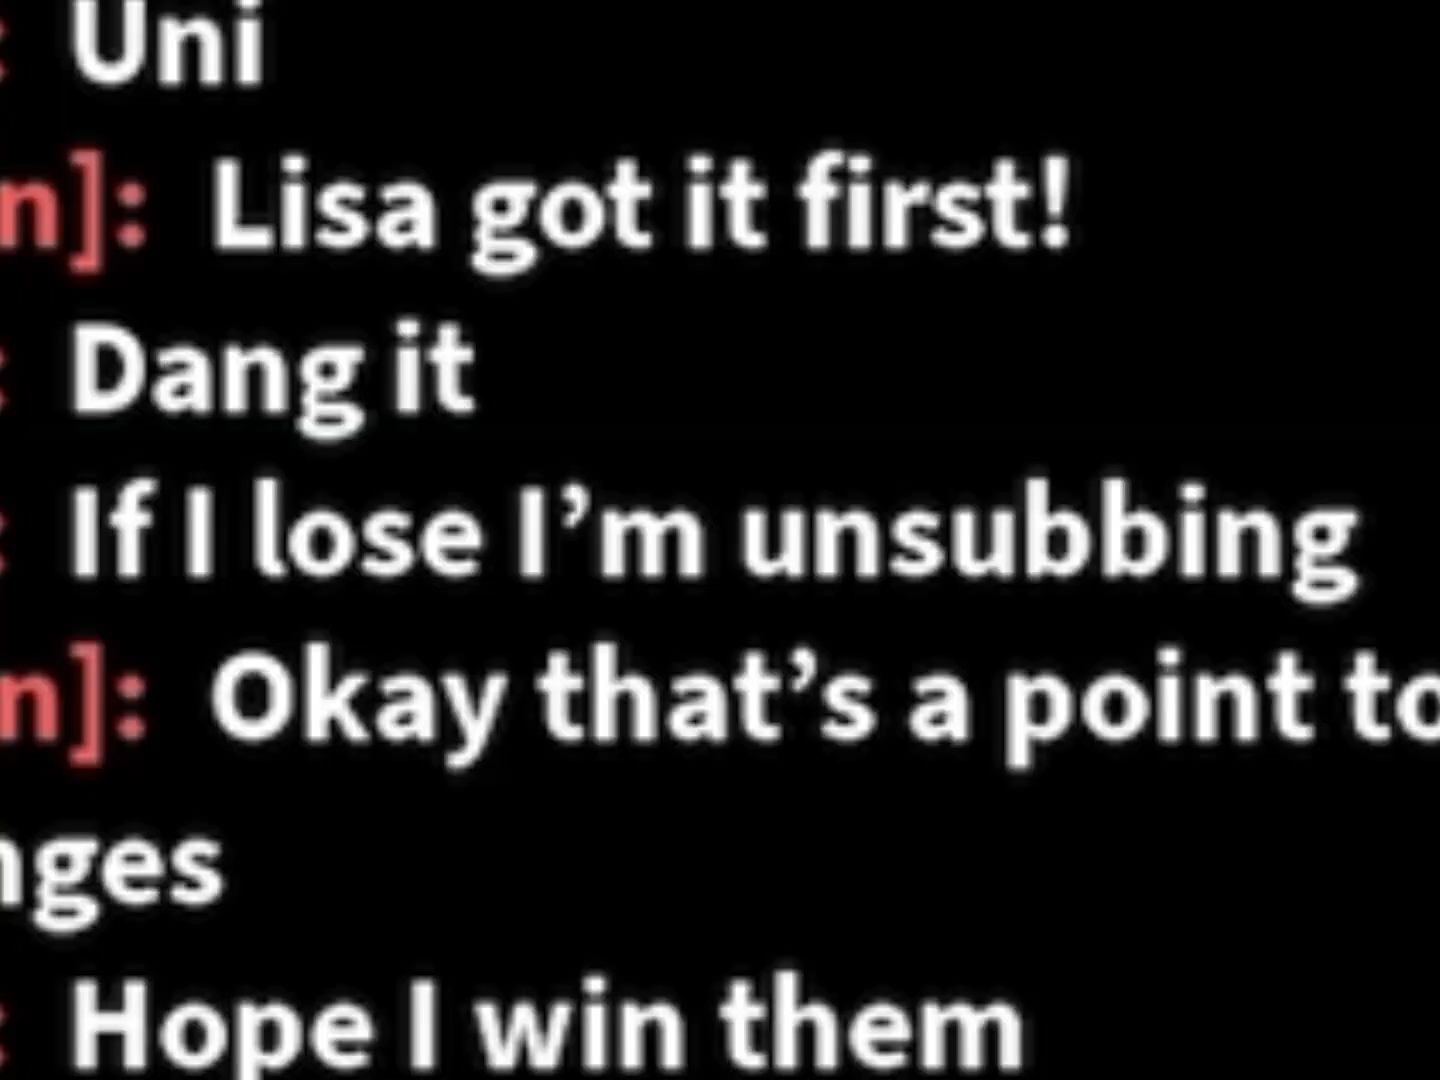 : Uni
n]: Lisa got it first!
: Dang it
: If I lose I’m unsubbing
n]: Okay that’s a point to
nges
: Hope I win them